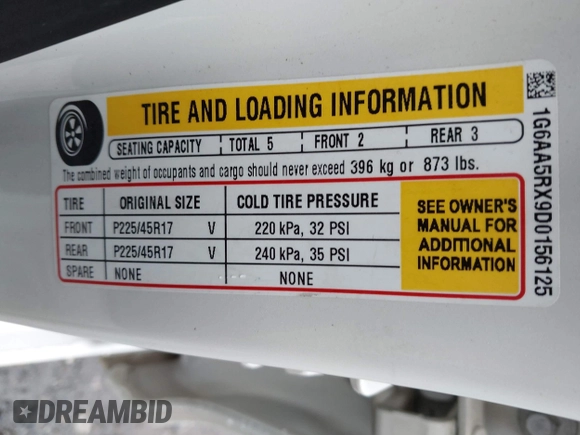 TIRE AND LOADING INFORMATION
SEATING CAPACITY TOTAL 5 FRONT 2 REAR 3
The combined weight of occupants and cargo should never exceed 396 kg or 873 lbs.
TIRE ORIGINAL SIZE COLD TIRE PRESSURE
FRONT P225/45R17 V 220 kPa, 32 PSI
REAR P225/45R17 V 240 kPa, 35 PSI
SPARE NONE NONE
SEE OWNER'S
MANUAL FOR
ADDITIONAL
INFORMATION
1G6AA5RX9D0156125
DREAMBID